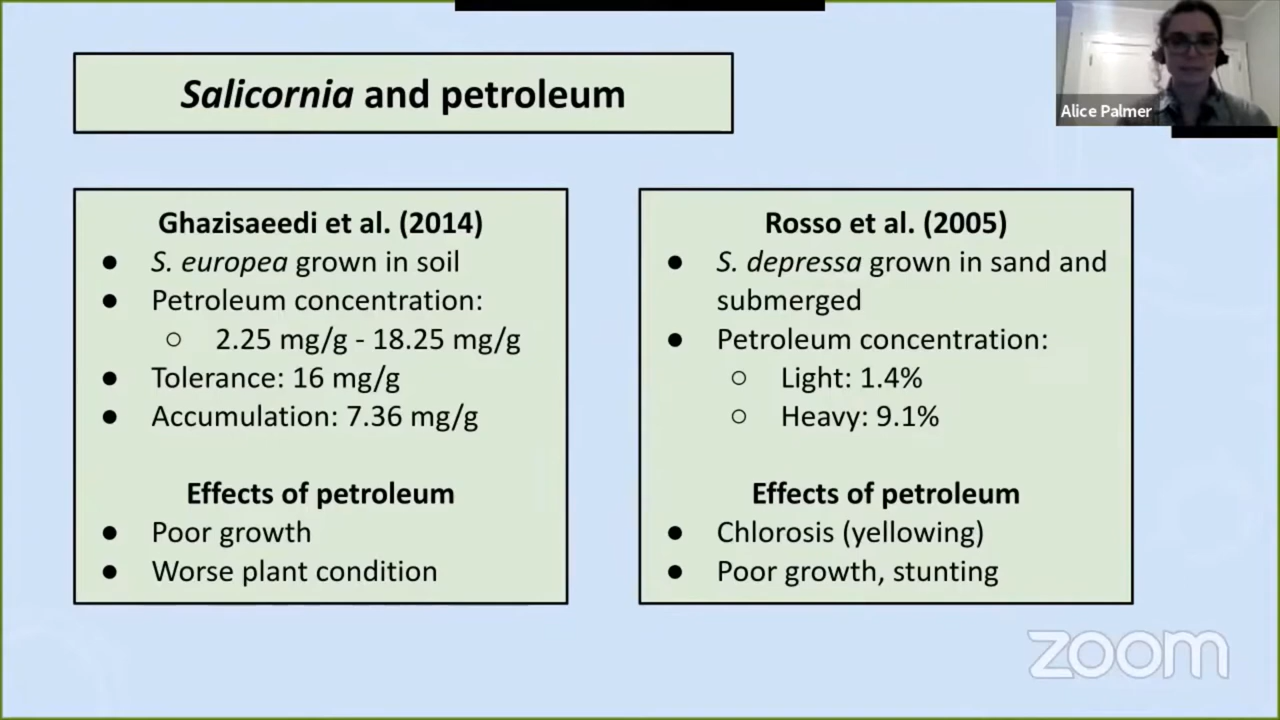 Salicornia and petroleum
Alice Palmer
Ghazisaeedi et al. (2014)
● S. europea grown in soil
● Petroleum concentration:
○ 2.25 mg/g - 18.25 mg/g
● Tolerance: 16 mg/g
● Accumulation: 7.36 mg/g
Effects of petroleum
● Poor growth
● Worse plant condition
Rosso et al. (2005)
● S. depressa grown in sand and
submerged
● Petroleum concentration:
○ Light: 1.4%
○ Heavy: 9.1%
Effects of petroleum
● Chlorosis (yellowing)
● Poor growth, stunting
zoom